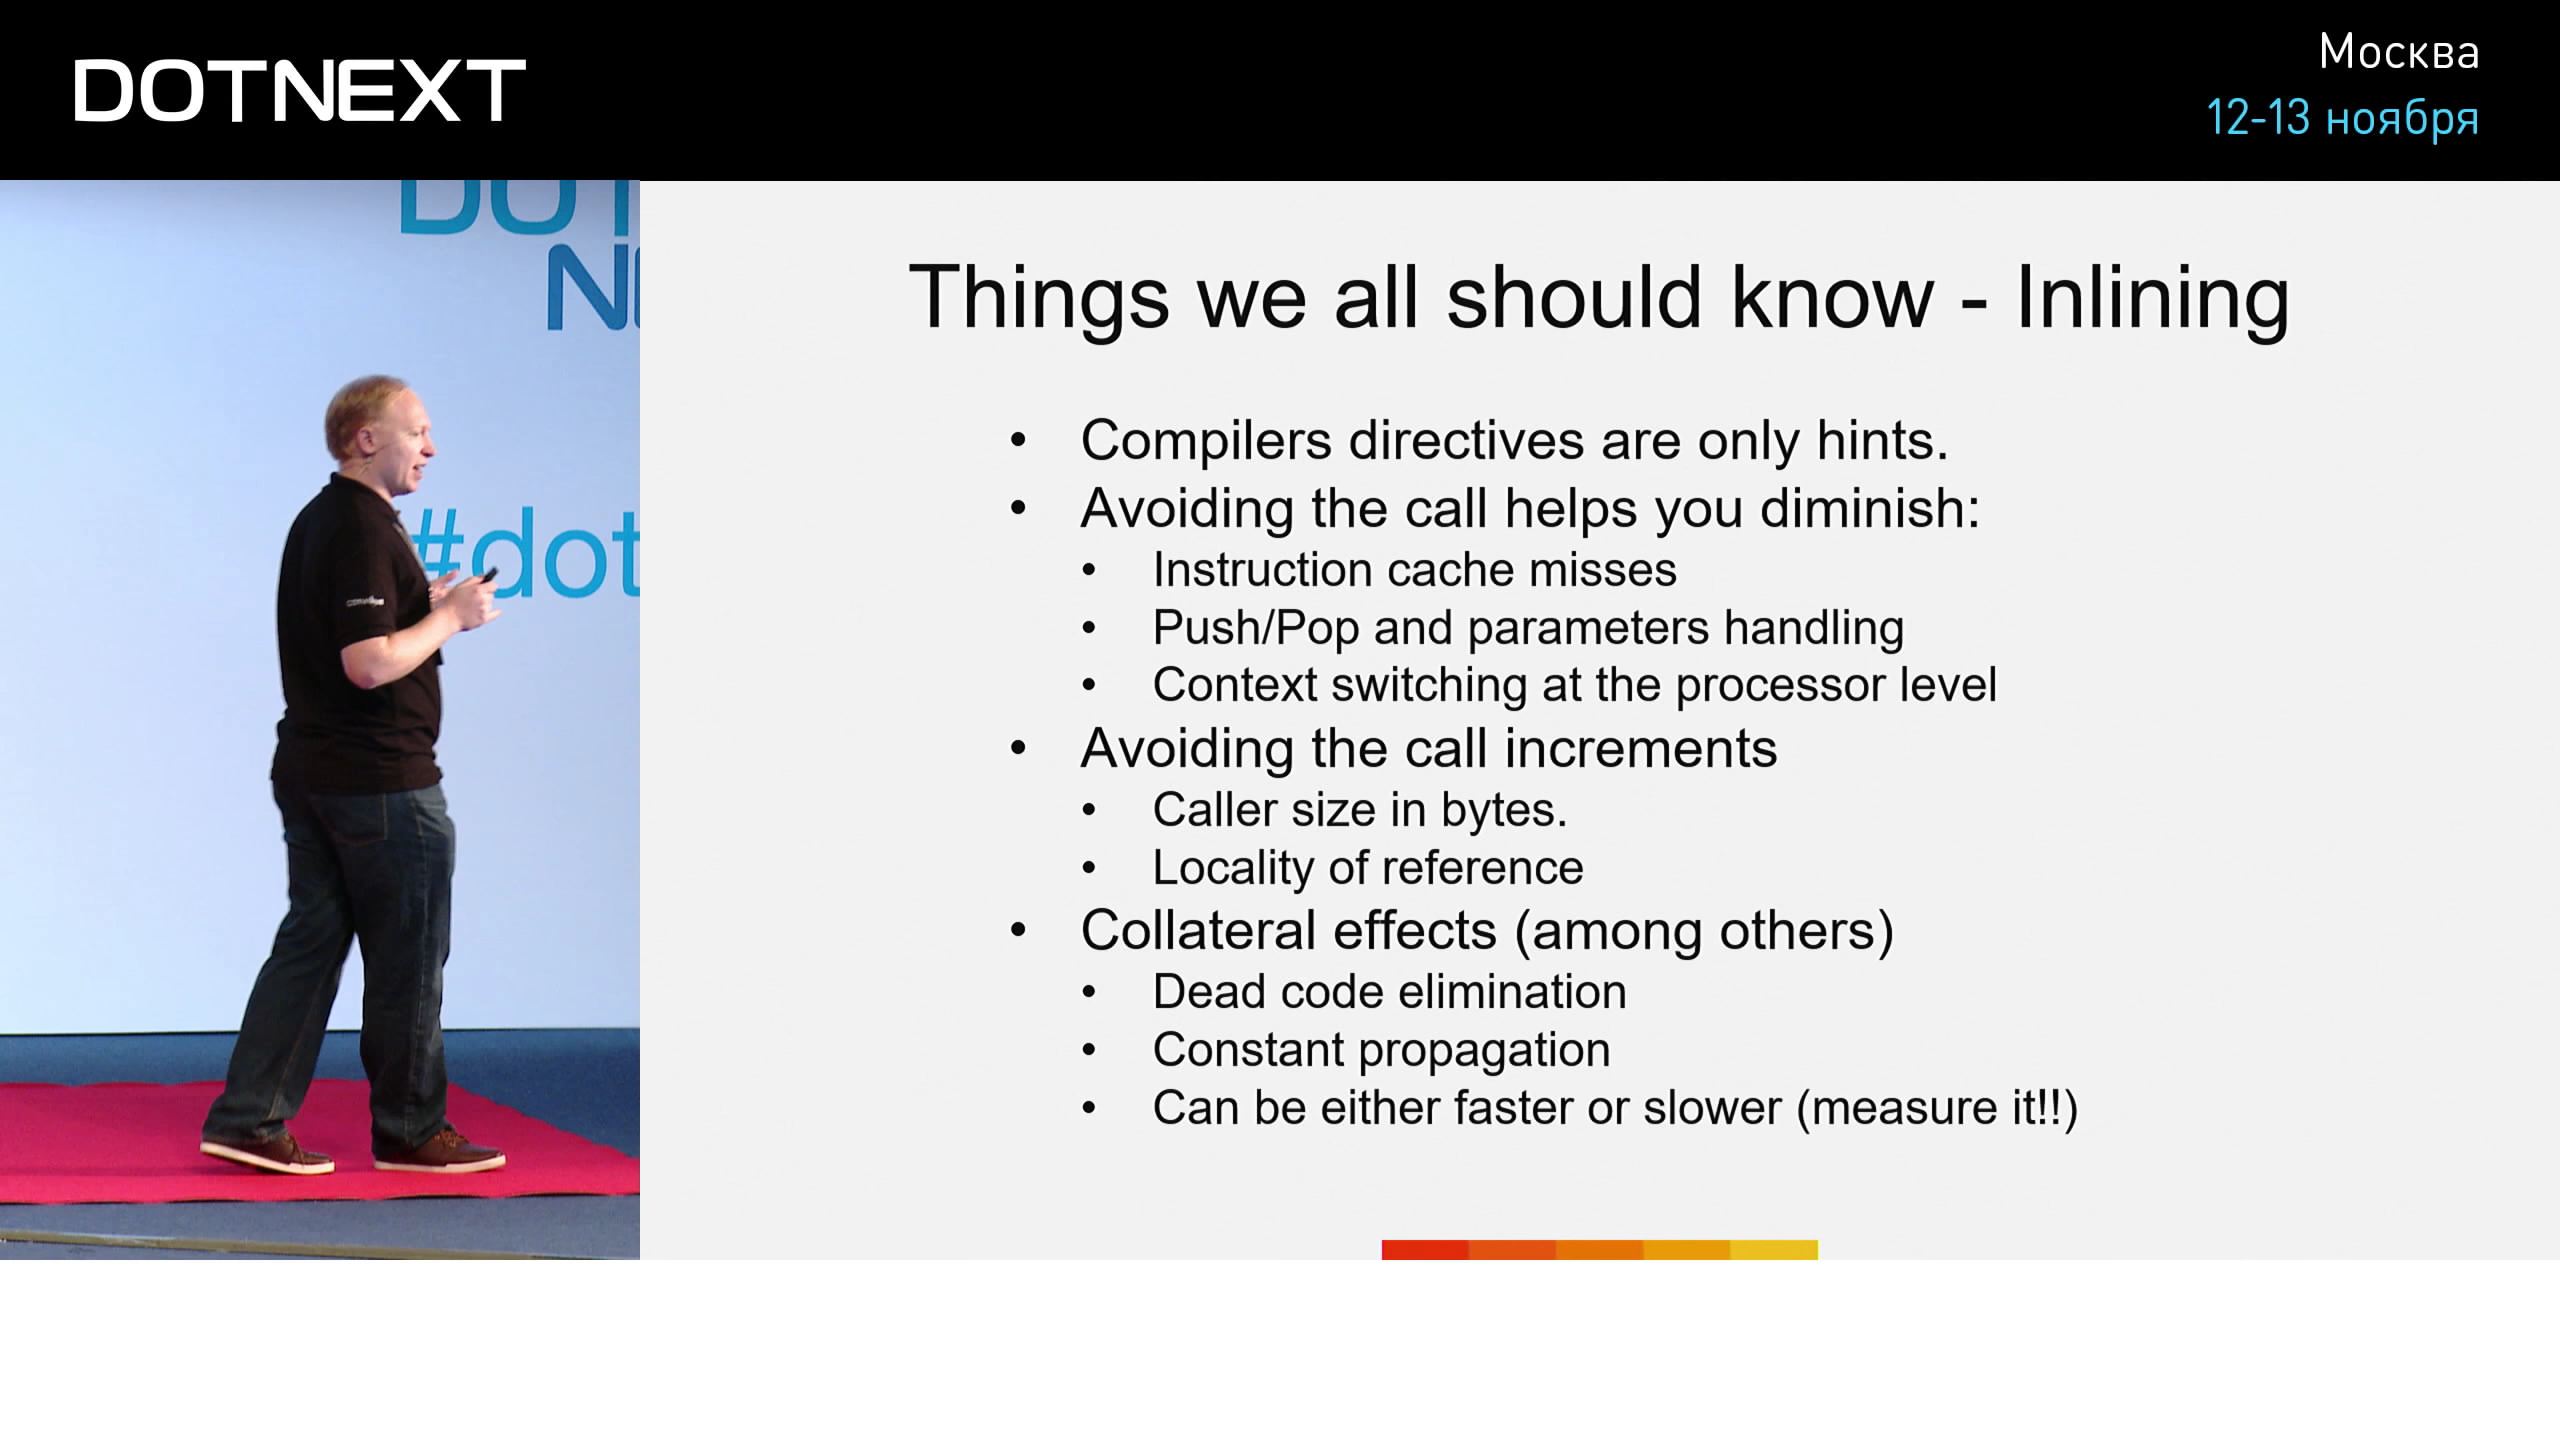 DOTNEXT
Москва
12-13 ноября
DOT
#dot
Things we all should know - Inlining
• Compilers directives are only hints.
• Avoiding the call helps you diminish:
• Instruction cache misses
• Push/Pop and parameters handling
• Context switching at the processor level
• Avoiding the call increments
• Caller size in bytes.
• Locality of reference
• Collateral effects (among others)
• Dead code elimination
• Constant propagation
• Can be either faster or slower (measure it!!)